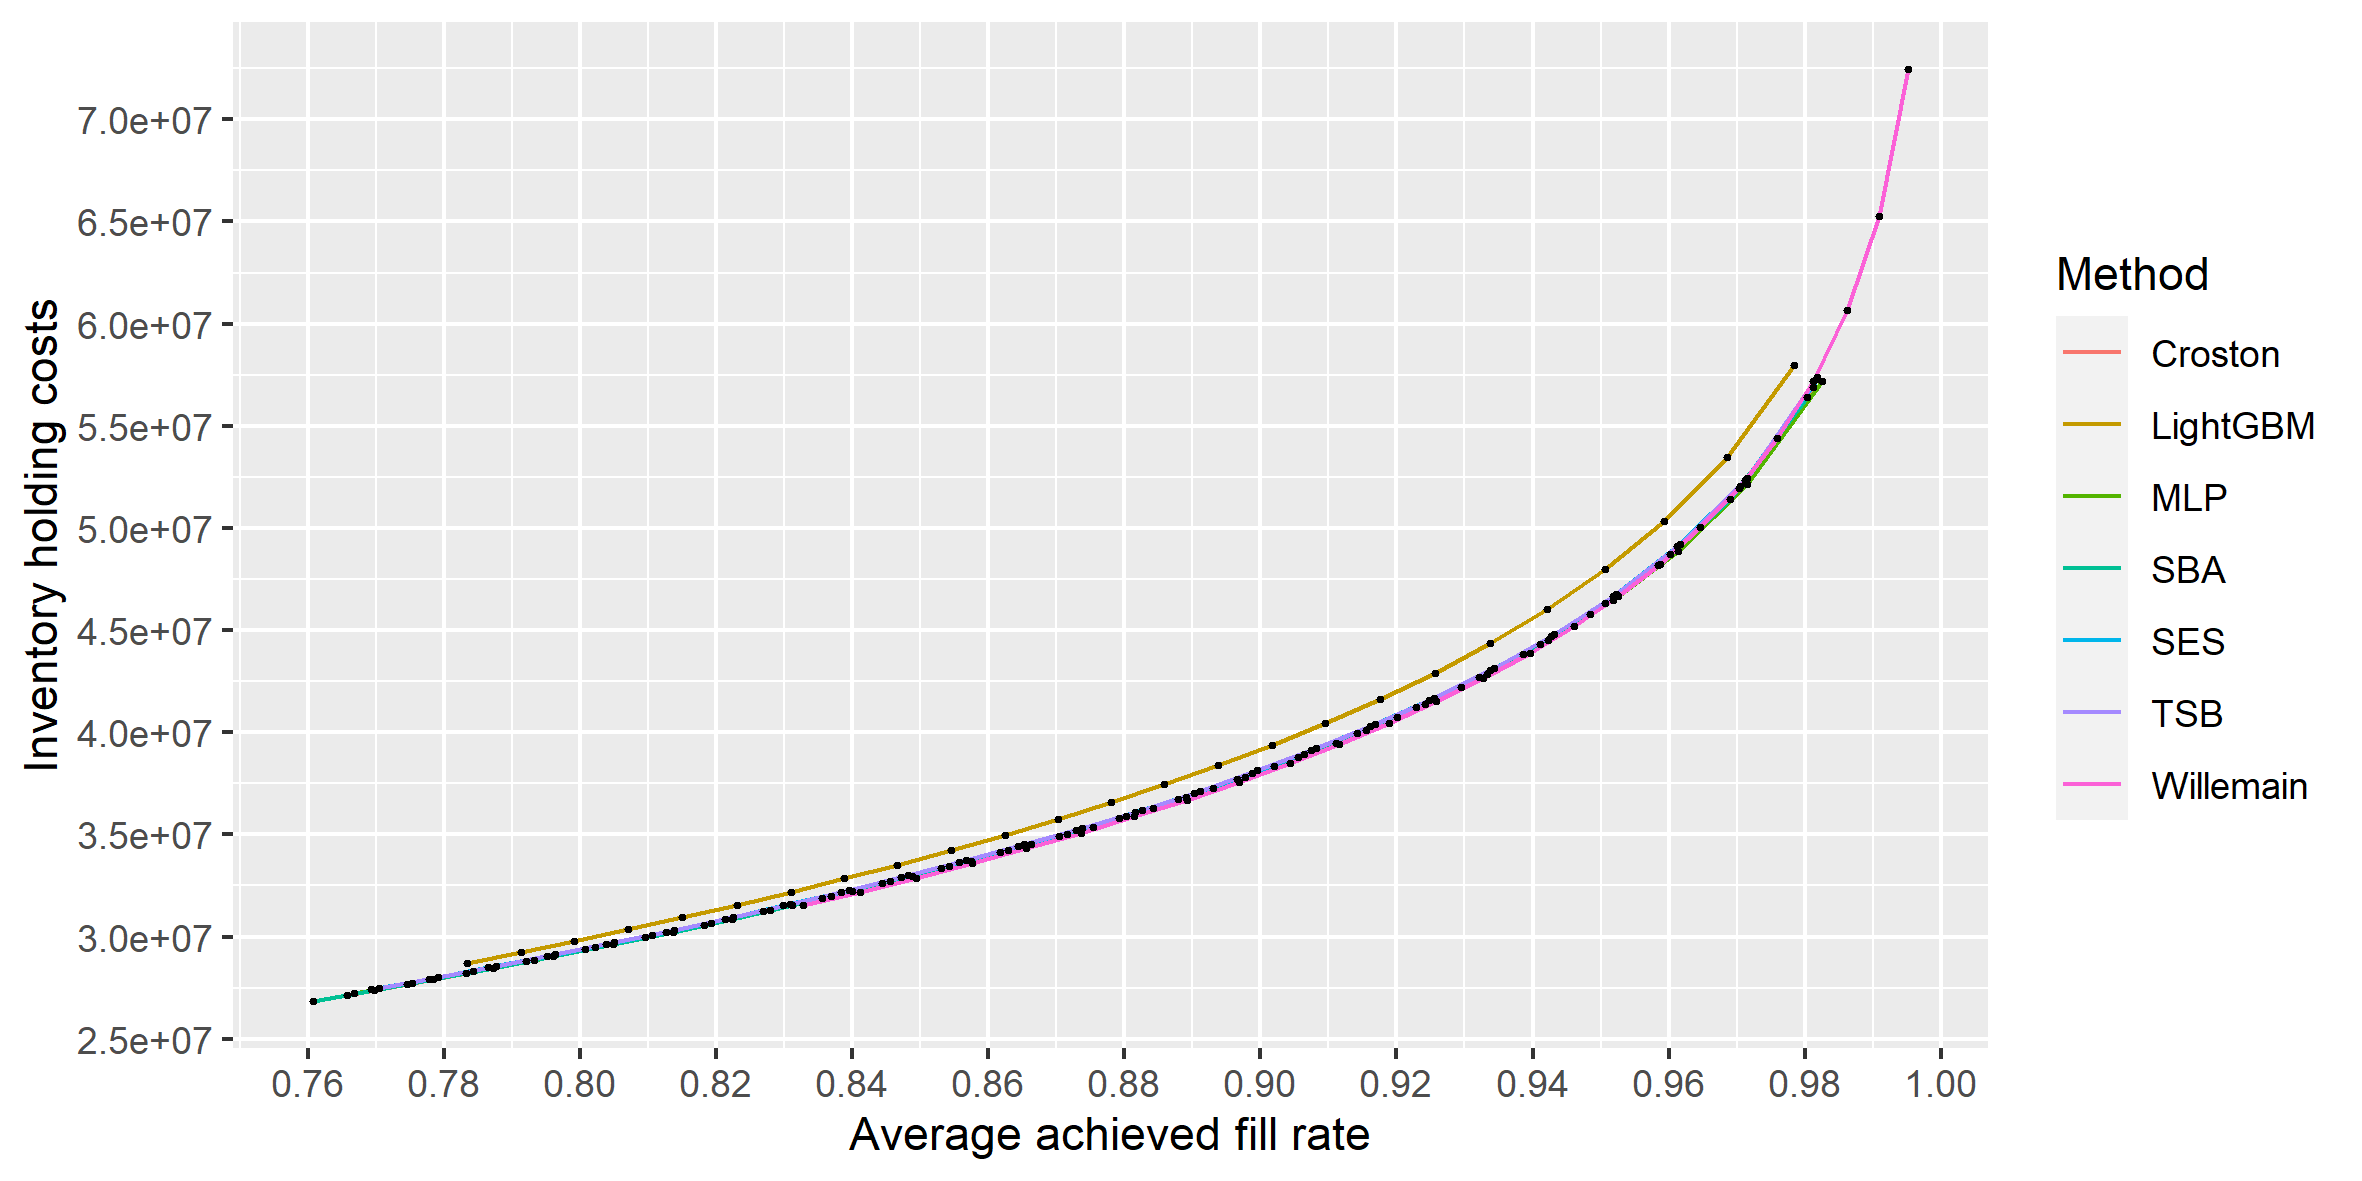 Inventory holding costs
7.0e+07
6.5e+07
6.0e+07
5.5e+07
5.0e+07
4.5e+07
4.0e+07
3.5e+07
3.0e+07
2.5e+07
0.76 0.78 0.80 0.82 0.84 0.86 0.88 0.90 0.92 0.94 0.96 0.98 1.00
Average achieved fill rate
Method
Croston
LightGBM
MLP
SBA
SES
TSB
Willemain